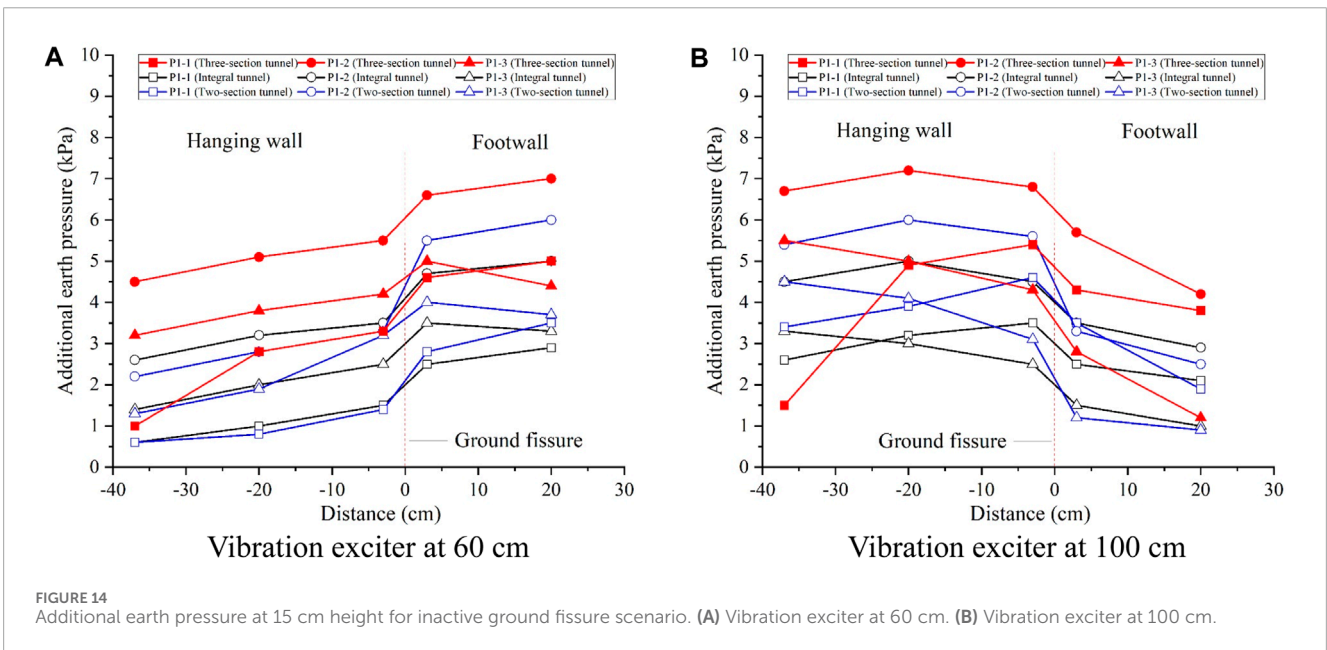 A
10
9
8
7
6
5
4
3
2
1
0
Additional earth pressure (kPa)
P1-1 (Three-section tunnel) P1-2 (Three-section tunnel) P1-3 (Three-section tunnel)
P1-1 (Integral tunnel) P1-2 (Integral tunnel) P1-3 (Integral tunnel)
P1-1 (Two-section tunnel) P1-2 (Two-section tunnel) P1-3 (Two-section tunnel)
Hanging wall Footwall
Ground fissure
-40 -30 -20 -10 0 10 20 30
Distance (cm)
Vibration exciter at 60 cm
B
10
9
8
7
6
5
4
3
2
1
0
Additional earth pressure (kPa)
P1-1 (Three-section tunnel) P1-2 (Three-section tunnel) P1-3 (Three-section tunnel)
P1-1 (Integral tunnel) P1-2 (Integral tunnel) P1-3 (Integral tunnel)
P1-1 (Two-section tunnel) P1-2 (Two-section tunnel) P1-3 (Two-section tunnel)
Hanging wall Footwall
Ground fissure
-40 -30 -20 -10 0 10 20 30
Distance (cm)
Vibration exciter at 100 cm
FIGURE 14
Additional earth pressure at 15 cm height for inactive ground fissure scenario. (A) Vibration exciter at 60 cm. (B) Vibration exciter at 100 cm.